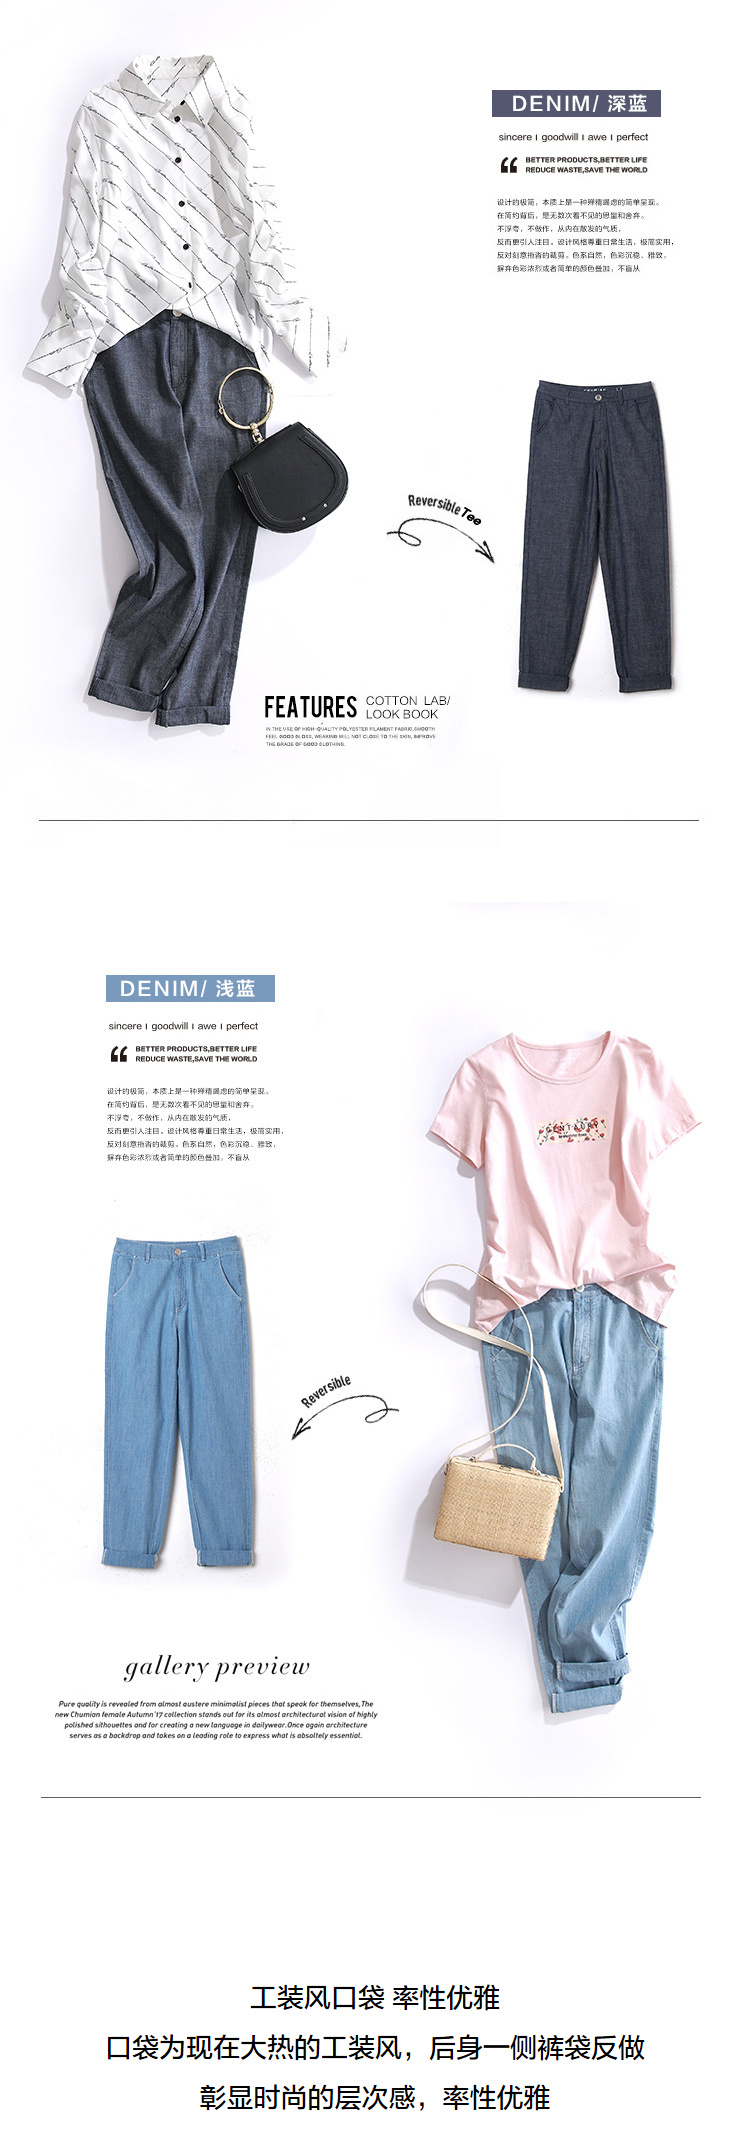 DENIM/ 深蓝
sincere I goodwill I awe I perfect
“ BETTER PRODUCTS,BETTER LIFE
REDUCE WASTE,SAVE THE WORLD
设计的极简，本质上是一种殚精竭虑的简单呈现。
在简约背后，是无数次看不见的思量和舍弃。
不浮夸，不做作，从内在散发的气质，
反而更引人注目。设计风格尊重日常生活，极简实用，
反对刻意拖沓的裁剪。色系自然，色彩沉稳、雅致，
摒弃色彩浓烈或者简单的颜色叠加，不盲从
Reversible Tee
FEATURES COTTON LAB/
LOOK BOOK
IN THE USE OF HIGH-QUALITY POLYESTER FILAMENT FABRIC,SMOOTH
FEEL GOOD GLOSS, WEARING WILL NOT CLOSE TO THE SKIN, IMPROVE
THE GRADE OF GOOD CLOTHING.
DENIM/ 浅蓝
sincere I goodwill I awe I perfect
“ BETTER PRODUCTS,BETTER LIFE
REDUCE WASTE,SAVE THE WORLD
设计的极简，本质上是一种殚精竭虑的简单呈现。
在简约背后，是无数次看不见的思量和舍弃。
不浮夸，不做作，从内在散发的气质，
反而更引人注目。设计风格尊重日常生活，极简实用，
反对刻意拖沓的裁剪，色系自然，色彩沉稳、雅致，
摒弃色彩浓烈或者简单的颜色叠加，不盲从
Reversible
gallery preview
Pure quality is revealed from almost austere minimalist pieces that speak for themselves,The
new Chumian female Autumn'17 collection stands out for its almost architectural vision of highly
polished silhouettes and for creating a new language in dailywear.Once again architecture
serves as a backdrop and takes on a leading role to express what is absoltely essential.
工装风口袋 率性优雅
口袋为现在大热的工装风，后身一侧裤袋反做
彰显时尚的层次感，率性优雅